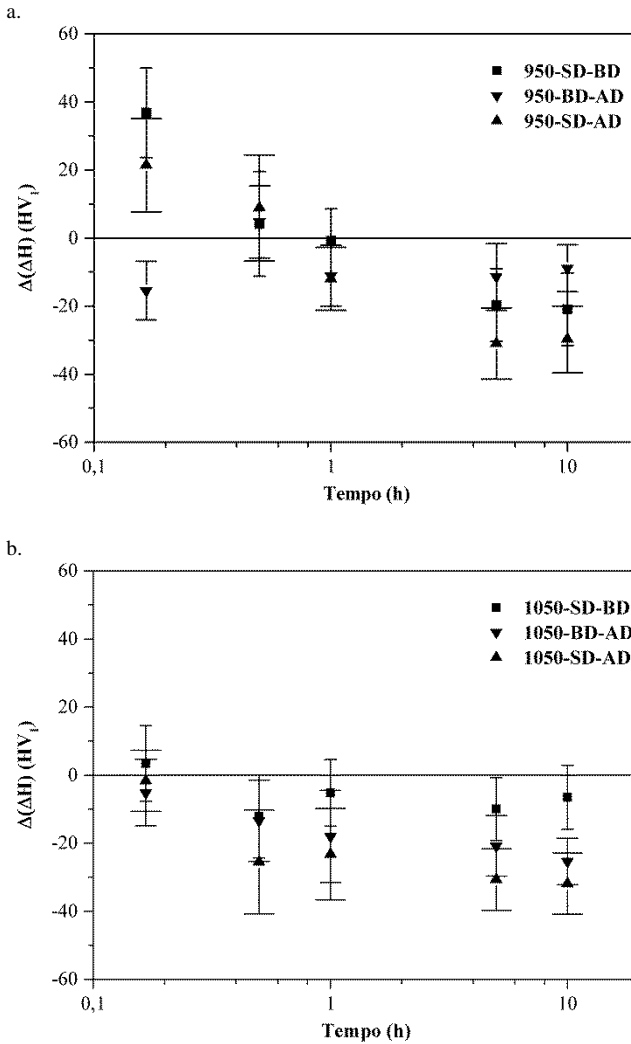 a.
60
40
20
0
-20
-40
-60
Δ(ΔH) (HV1)
950-SD-BD
950-BD-AD
950-SD-AD
0,1
1
10
Tempo (h)
b.
60
40
20
0
-20
-40
-60
Δ(ΔH) (HV1)
1050-SD-BD
1050-BD-AD
1050-SD-AD
0,1
1
10
Tempo (h)